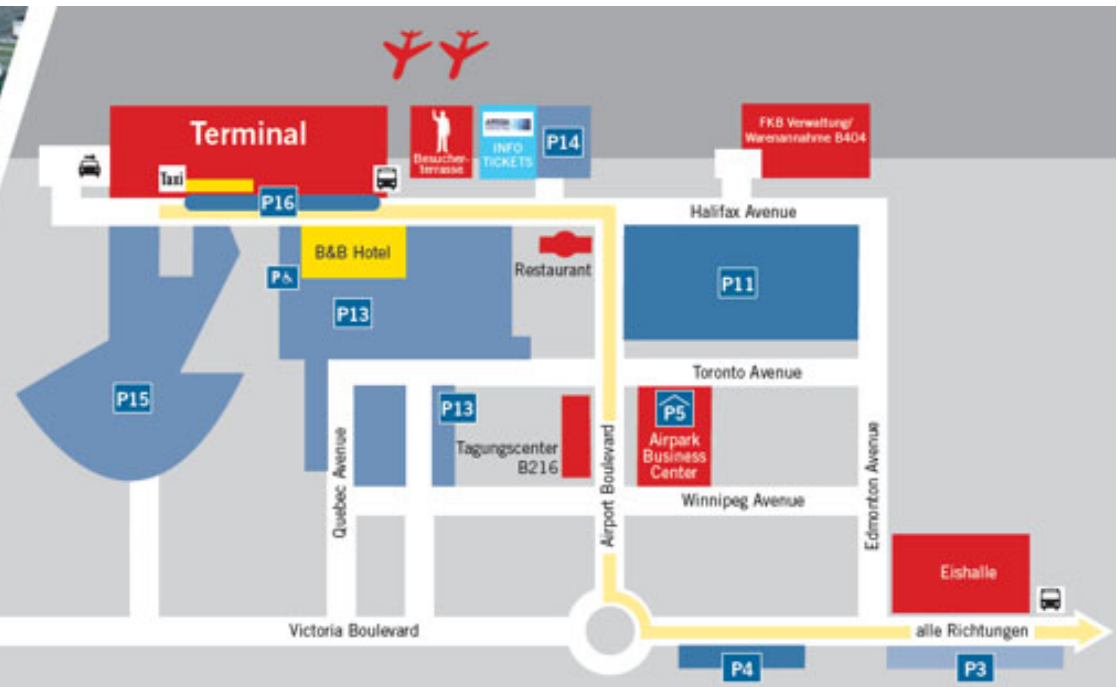 Terminal
Taxi
P16
Besucher-
terrasse
INFO
TICKETS
P14
FKB Verwaltung/
Warenannahme B404
Halifax Avenue
B&B Hotel
P
P13
Restaurant
P11
P15
Toronto Avenue
P13
Tagungscenter
B216
P5
Airpark
Business
Center
Quebec Avenue
Airport Boulevard
Winnipeg Avenue
Edmonton Avenue
Eishalle
Victoria Boulevard
alle Richtungen
P4
P3